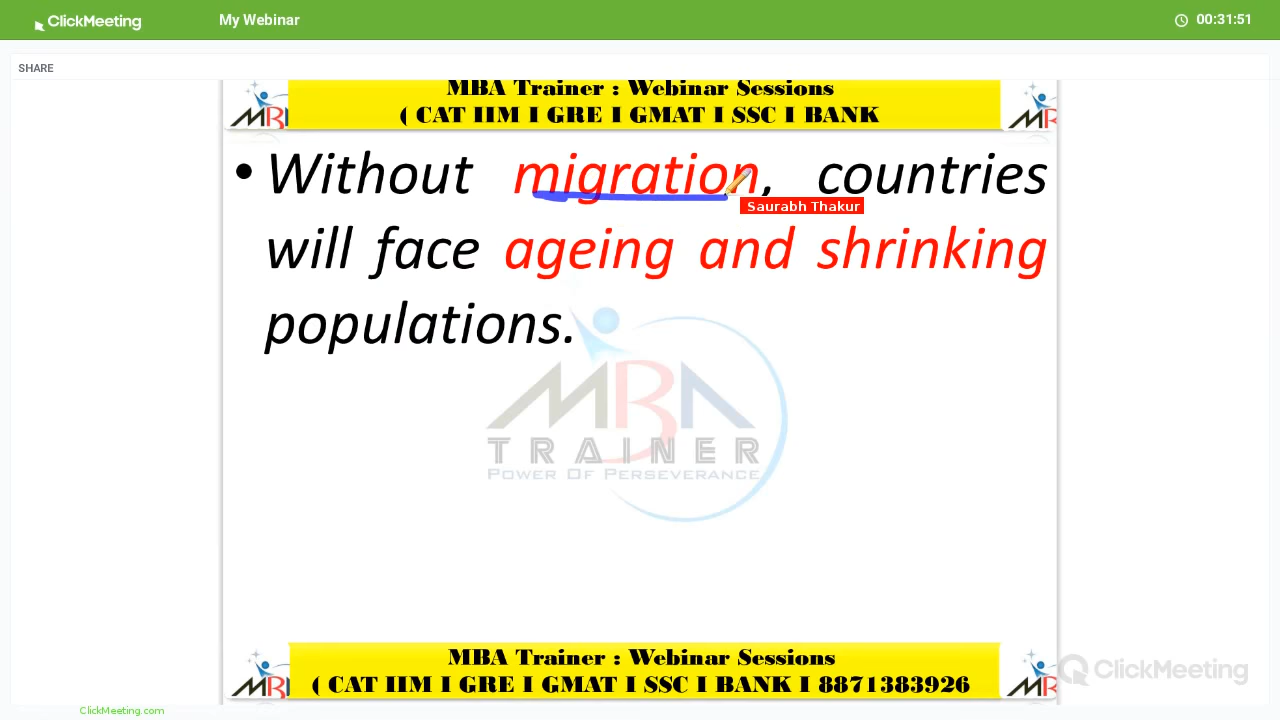 ClickMeeting My Webinar 00:31:51
SHARE
MBA Trainer : Webinar Sessions
( CAT IIM I GRE I GMAT I SSC I BANK
• Without migration, countries
Saurabh Thakur
will face ageing and shrinking
populations.
MBA
TRAINER
POWER OF PERSEVERANCE
MBA Trainer : Webinar Sessions
( CAT IIM I GRE I GMAT I SSC I BANK I 8871383926
ClickMeeting
ClickMeeting.com